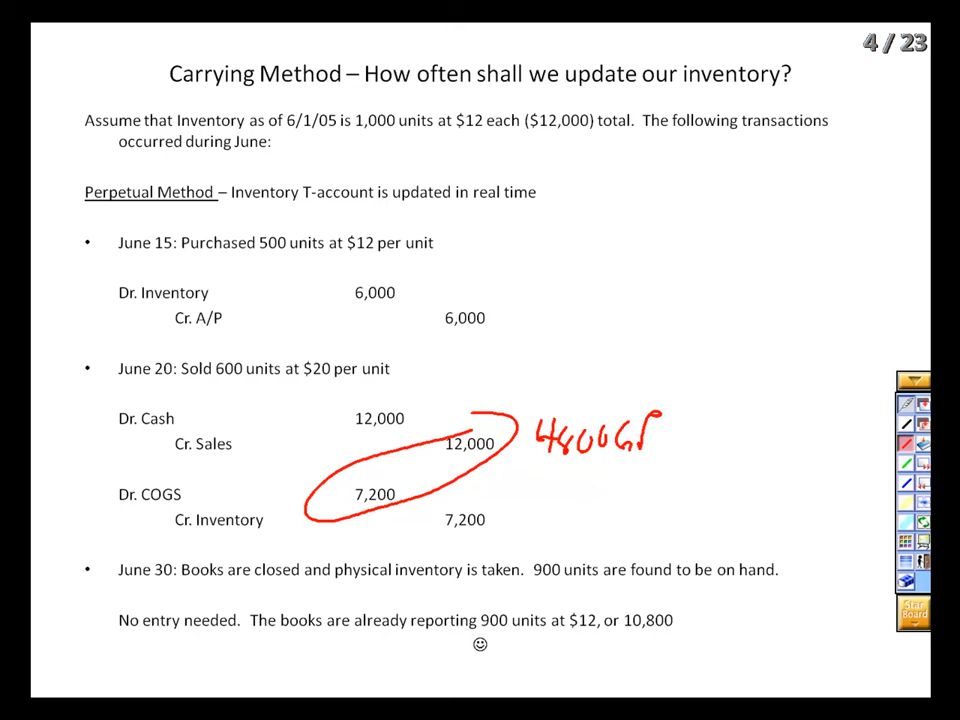 4 / 23
Carrying Method – How often shall we update our inventory?
Assume that Inventory as of 6/1/05 is 1,000 units at $12 each ($12,000) total.  The following transactions
occurred during June:
Perpetual Method – Inventory T-account is updated in real time
• June 15: Purchased 500 units at $12 per unit
Dr. Inventory 6,000
Cr. A/P 6,000
• June 20: Sold 600 units at $20 per unit
Dr. Cash 12,000
Cr. Sales 12,000
4800 GP
Dr. COGS 7,200
Cr. Inventory 7,200
• June 30: Books are closed and physical inventory is taken.  900 units are found to be on hand.
No entry needed.  The books are already reporting 900 units at $12, or 10,800
Star
Board